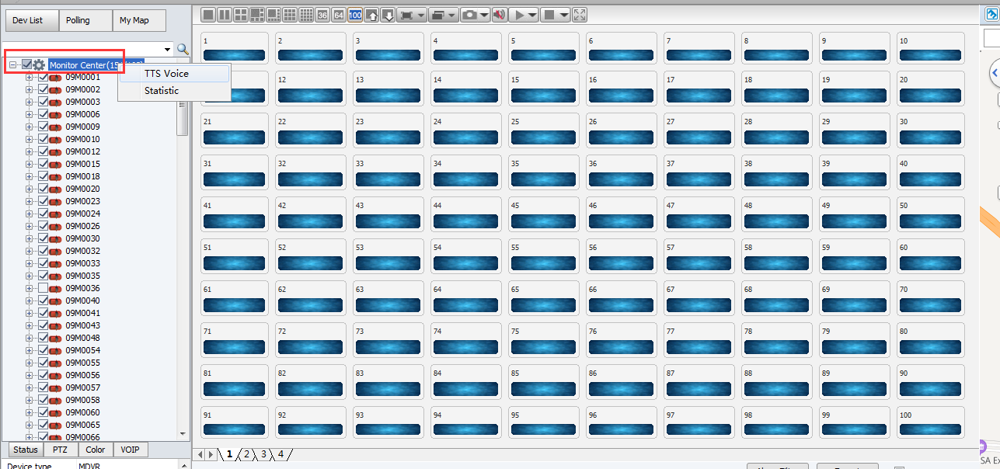 Dev List Polling My Map
36 64 100
Monitor Center(15
TTS Voice
Statistic
09M0001
09M0002
09M0003
09M0006
09M0009
09M0010
09M0012
09M0015
09M0018
09M0020
09M0023
09M0024
09M0026
09M0030
09M0032
09M0033
09M0035
09M0036
09M0040
09M0041
09M0043
09M0048
09M0054
09M0055
09M0056
09M0057
09M0058
09M0060
09M0065
09M0066
Status PTZ Color VOIP
Device type MDVR
1 2 3 4 5 6 7 8 9 10
12 13 14 15 16 17 18 19 20
21 22 23 24 25 26 27 28 29 30
31 32 33 34 35 36 37 38 39 40
41 42 43 44 45 46 47 48 49 50
51 52 53 54 55 56 57 58 59 60
61 62 63 64 65 66 67 68 69 70
71 72 73 74 75 76 77 78 79 80
81 82 83 84 85 86 87 88 89 90
91 92 93 94 95 96 97 98 99 100
1 2 3 4
SA Ex